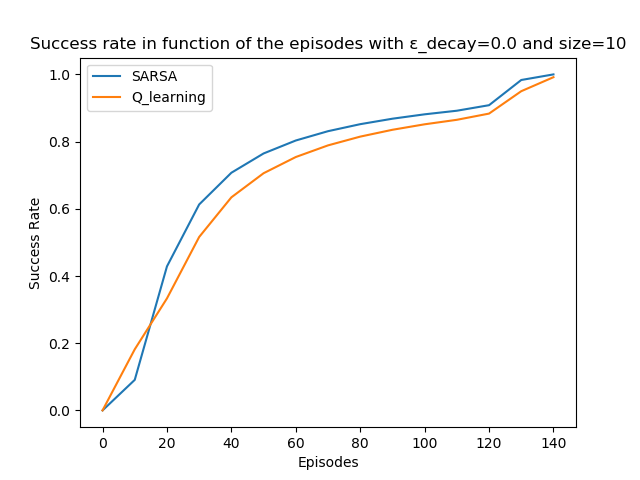 Success rate in function of the episodes with ε_decay=0.0 and size=10
SARSA
Q_learning
1.0
0.8
0.6
0.4
0.2
0.0
Success Rate
0 20 40 60 80 100 120 140
Episodes